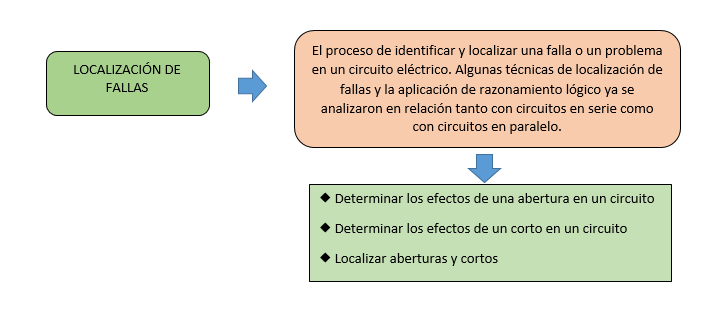 LOCALIZACIÓN DE
FALLAS
El proceso de identificar y localizar una falla o un problema
en un circuito eléctrico. Algunas técnicas de localización de
fallas y la aplicación de razonamiento lógico ya se
analizaron en relación tanto con circuitos en serie como
con circuitos en paralelo.
◆ Determinar los efectos de una abertura en un circuito
◆ Determinar los efectos de un corto en un circuito
◆ Localizar aberturas y cortos